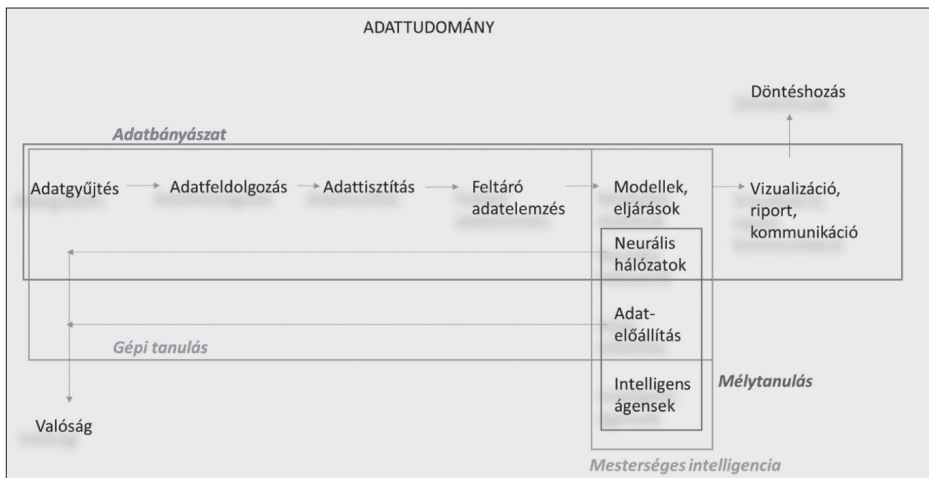 ADATTUDOMÁNY
Döntéshozás
Adatbányászat
Adatgyűjtés
Adatfeldolgozás
Adattisztítás
Feltáró
adatelemzés
Modellek,
eljárások
Vizualizáció,
riport,
kommunikáció
Neurális
hálózatok
Adat-
előállítás
Gépi tanulás
Intelligens
ágensek
Mélytanulás
Valóság
Mesterséges intelligencia